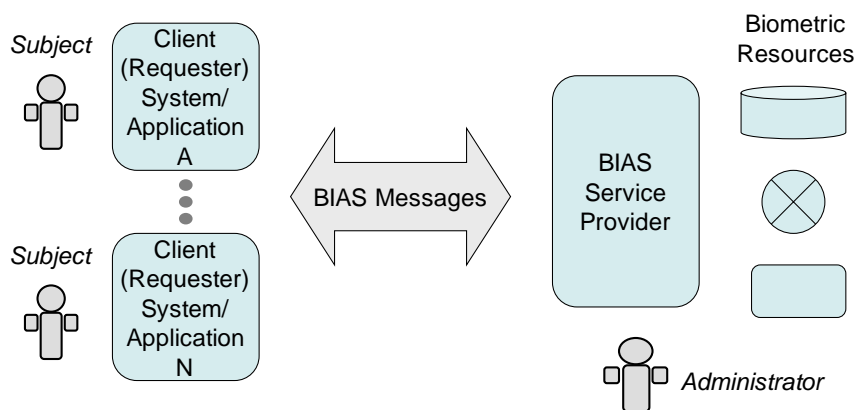 Subject
Client
(Requester)
System/
Application
A
Subject
Client
(Requester)
System/
Application
N
BIAS Messages
BIAS
Service
Provider
Biometric
Resources
Administrator